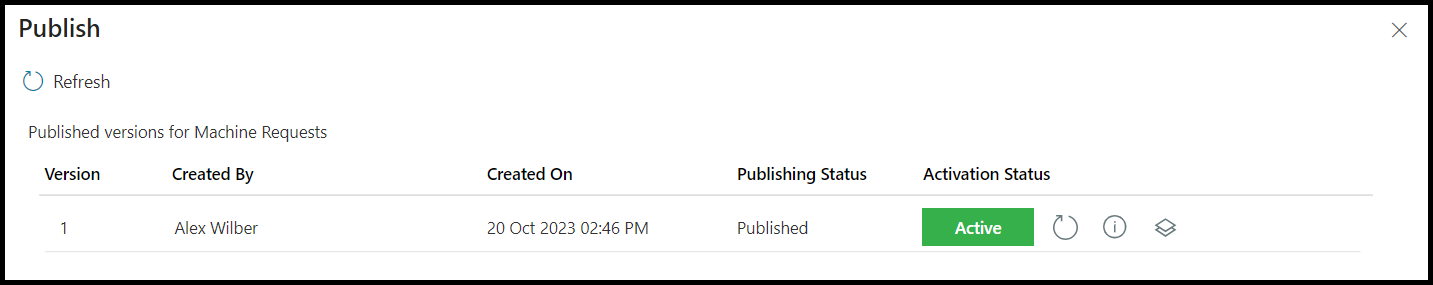 Publish
Refresh
Published versions for Machine Requests
Version Created By Created On Publishing Status Activation Status
1 Alex Wilber 20 Oct 2023 02:46 PM Published Active